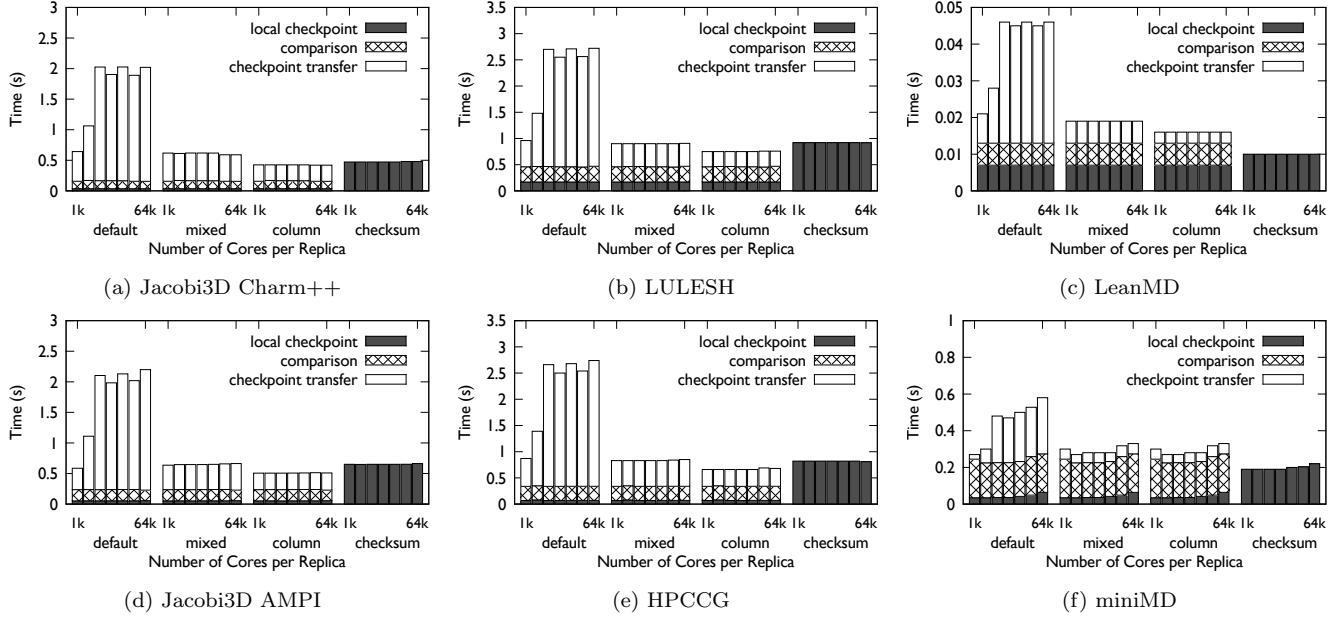 3
2.5
2
1.5
1
0.5
0
Time (s)
local checkpoint
comparison
checkpoint transfer
1k 64k 1k 64k 1k 64k 1k 64k
default mixed column checksum
Number of Cores per Replica
(a) Jacobi3D Charm++
3.5
3
2.5
2
1.5
1
0.5
0
Time (s)
local checkpoint
comparison
checkpoint transfer
1k 64k 1k 64k 1k 64k 1k 64k
default mixed column checksum
Number of Cores per Replica
(b) LULESH
0.05
0.04
0.03
0.02
0.01
0
Time (s)
local checkpoint
comparison
checkpoint transfer
1k 64k 1k 64k 1k 64k 1k 64k
default mixed column checksum
Number of Cores per Replica
(c) LeanMD
3
2.5
2
1.5
1
0.5
0
Time (s)
local checkpoint
comparison
checkpoint transfer
1k 64k 1k 64k 1k 64k 1k 64k
default mixed column checksum
Number of Cores per Replica
(d) Jacobi3D AMPI
3.5
3
2.5
2
1.5
1
0.5
0
Time (s)
local checkpoint
comparison
checkpoint transfer
1k 64k 1k 64k 1k 64k 1k 64k
default mixed column checksum
Number of Cores per Replica
(e) HPCCG
1
0.8
0.6
0.4
0.2
0
Time (s)
local checkpoint
comparison
checkpoint transfer
1k 64k 1k 64k 1k 64k 1k 64k
default mixed column checksum
Number of Cores per Replica
(f) miniMD